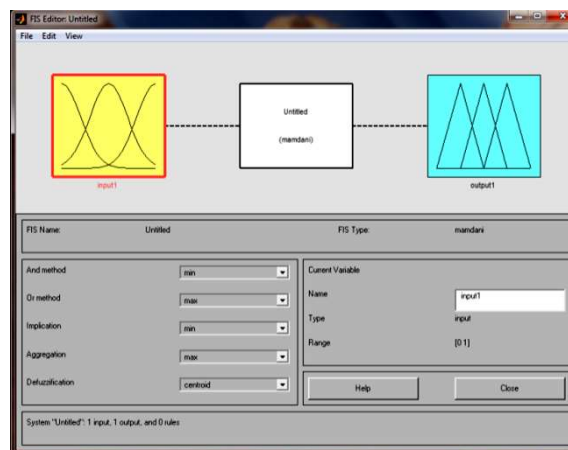 FIS Editor: Untitled
File Edit View
Untitled
(mamdani)
input1
output1
FIS Name: Untitled FIS Type: mamdani
And method min
Or method max
Implication min
Aggregation max
Defuzzification centroid
Current Variable
Name input1
Type input
Range [0 1]
Help Close
System "Untitled": 1 input, 1 output, and 0 rules